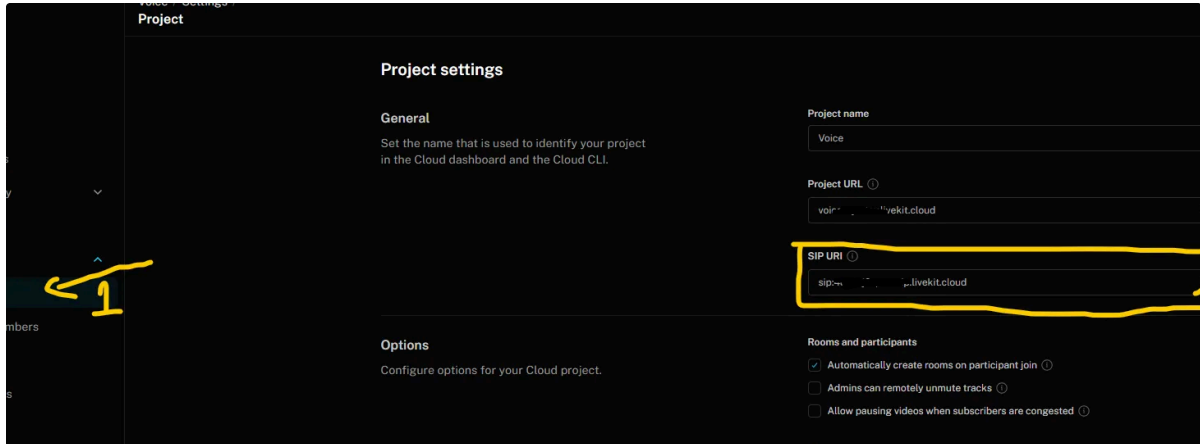 Voice / Settings /
Project
Project settings
General
Set the name that is used to identify your project
in the Cloud dashboard and the Cloud CLI.
Project name
Voice
Project URL
livekit.cloud
SIP URI
sip: .livekit.cloud
1
mbers
Options
Configure options for your Cloud project.
Rooms and participants
Automatically create rooms on participant join
Admins can remotely unmute tracks
Allow pausing videos when subscribers are congested